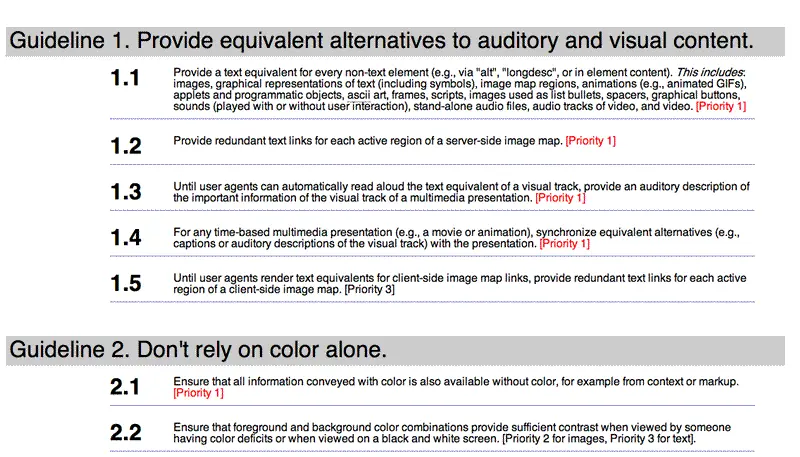 Guideline 1. Provide equivalent alternatives to auditory and visual content.
1.1 Provide a text equivalent for every non-text element (e.g., via "alt", "longdesc", or in element content). This includes:
images, graphical representations of text (including symbols), image map regions, animations (e.g., animated GIFs),
applets and programmatic objects, ascii art, frames, scripts, images used as list bullets, spacers, graphical buttons,
sounds (played with or without user interaction), stand-alone audio files, audio tracks of video, and video. [Priority 1]
1.2 Provide redundant text links for each active region of a server-side image map. [Priority 1]
1.3 Until user agents can automatically read aloud the text equivalent of a visual track, provide an auditory description of
the important information of the visual track of a multimedia presentation. [Priority 1]
1.4 For any time-based multimedia presentation (e.g., a movie or animation), synchronize equivalent alternatives (e.g.,
captions or auditory descriptions of the visual track) with the presentation. [Priority 1]
1.5 Until user agents render text equivalents for client-side image map links, provide redundant text links for each active
region of a client-side image map. [Priority 3]
Guideline 2. Don't rely on color alone.
2.1 Ensure that all information conveyed with color is also available without color, for example from context or markup.
[Priority 1]
2.2 Ensure that foreground and background color combinations provide sufficient contrast when viewed by someone
having color deficits or when viewed on a black and white screen. [Priority 2 for images, Priority 3 for text].